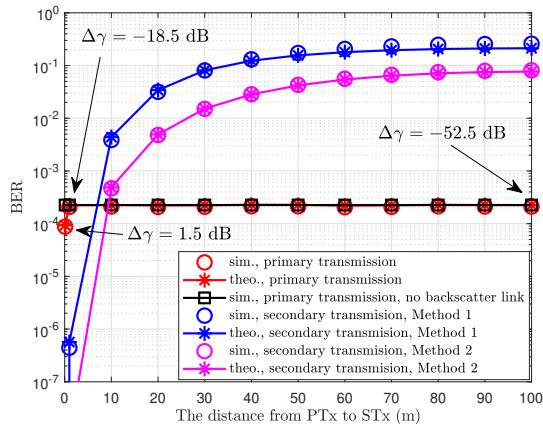 10^0
10^-1
10^-2
10^-3
10^-4
10^-5
10^-6
10^-7
BER
Δγ = −18.5 dB
Δγ = −52.5 dB
Δγ = 1.5 dB
sim., primary transmission
theo., primary transmission
sim., primary transmission, no backscatter link
sim., secondary transmision, Method 1
theo., secondary transmision, Method 1
sim., secondary transmision, Method 2
theo., secondary transmision, Method 2
0 10 20 30 40 50 60 70 80 90 100
The distance from PTx to STx (m)